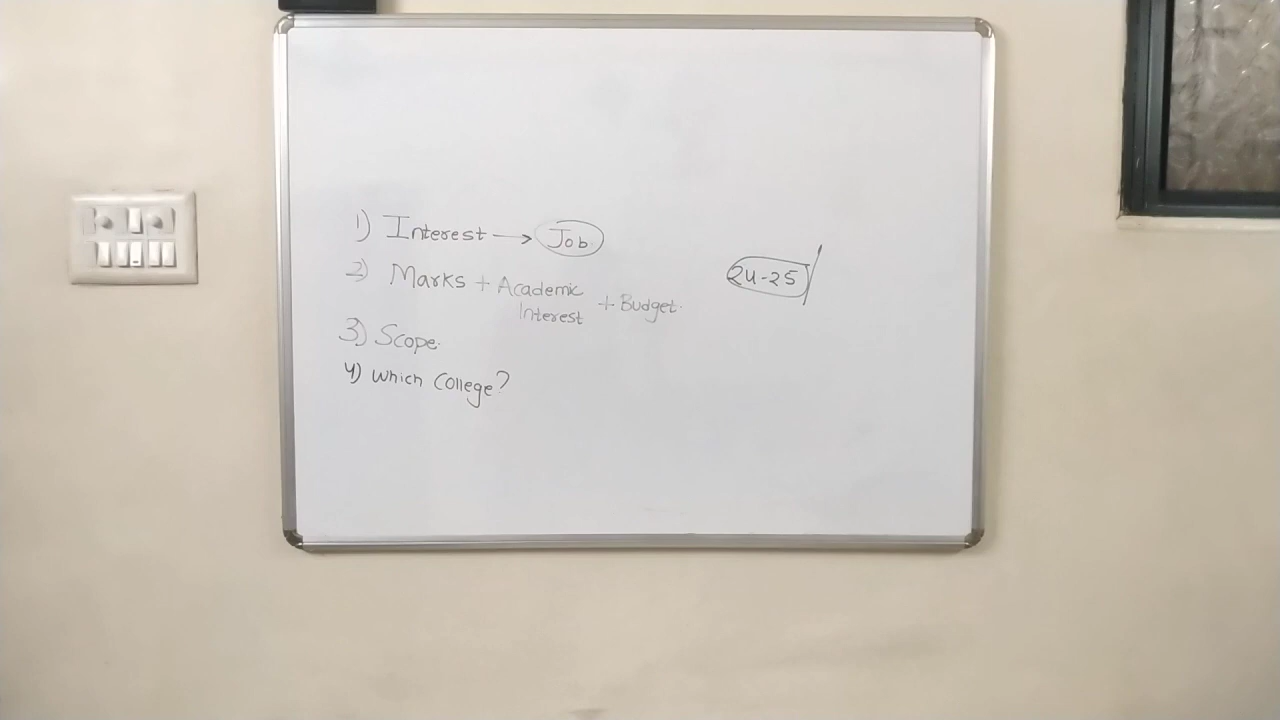 1) Interest → Job.
2) Marks + Academic Interest + Budget.
3) Scope.
4) Which College?
24-25